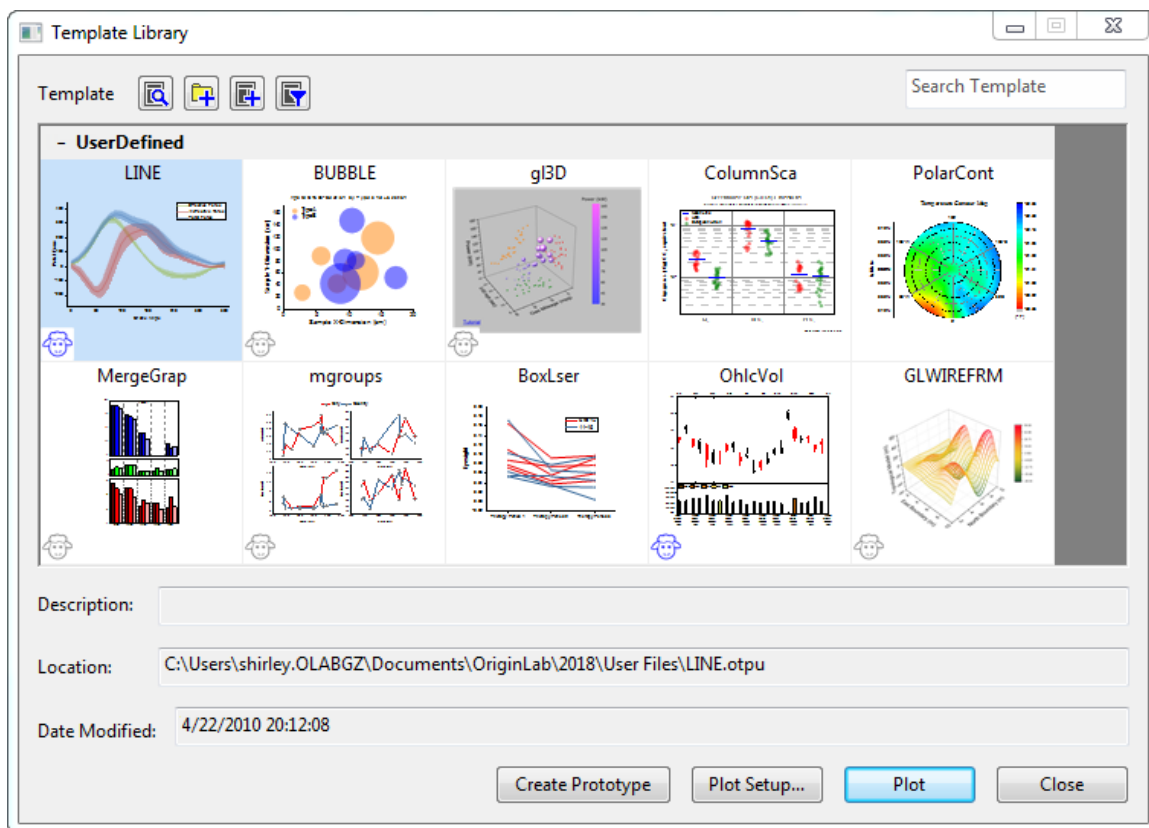 Template Library
Template
Search Template
- UserDefined
LINE
BUBBLE
gl3D
ColumnSca
PolarCont
MergeGrap
mgroups
BoxLser
OhlcVol
GLWIREFRM
Description:
Location:
C:\Users\shirley.OLABGZ\Documents\OriginLab\2018\User Files\LINE.otpu
Date Modified:
4/22/2010 20:12:08
Create Prototype
Plot Setup...
Plot
Close